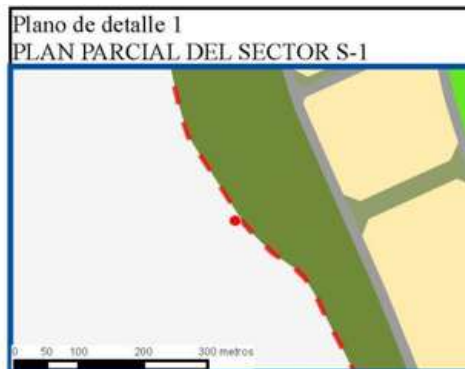 Plano de detalle 1
PLAN PARCIAL DEL SECTOR S-1
0 50 100 200 300 metros